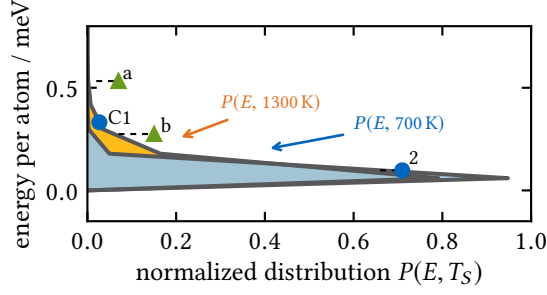 energy per atom / meV
0.5
0.0
a
C1
b
P(E, 1300 K)
P(E, 700 K)
2
0.0 0.2 0.4 0.6 0.8 1.0
normalized distribution P(E, T_S)